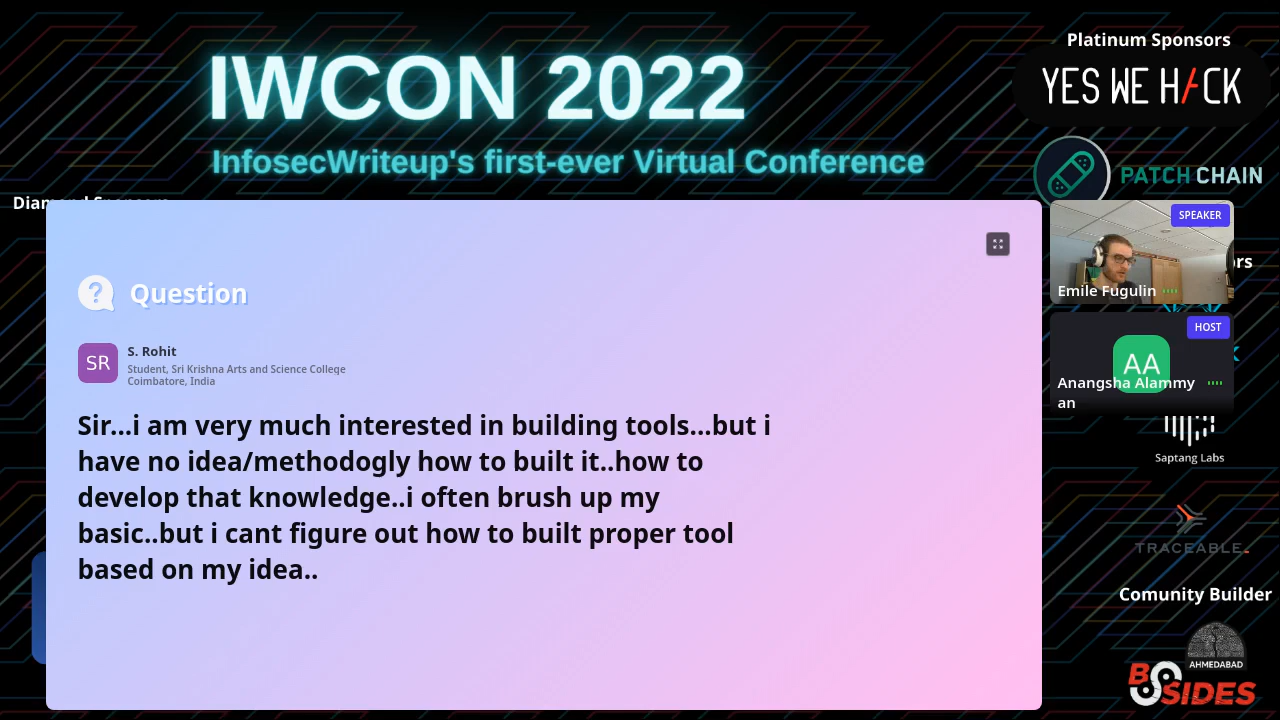 IWCON 2022
InfosecWriteup's first-ever Virtual Conference
Platinum Sponsors
YES WE H/CK
PATCH CHAIN
Question
SR
S. Rohit
Student, Sri Krishna Arts and Science College
Coimbatore, India
Sir...i am very much interested in building tools...but i
have no idea/methodogly how to built it..how to
develop that knowledge..i often brush up my
basic..but i cant figure out how to built proper tool
based on my idea..
SPEAKER
Emile Fugulin
HOST
AA
Anangsha Alammy
an
Saptang Labs
TRACEABLE
Comunity Builder
AHMEDABAD
BSIDES